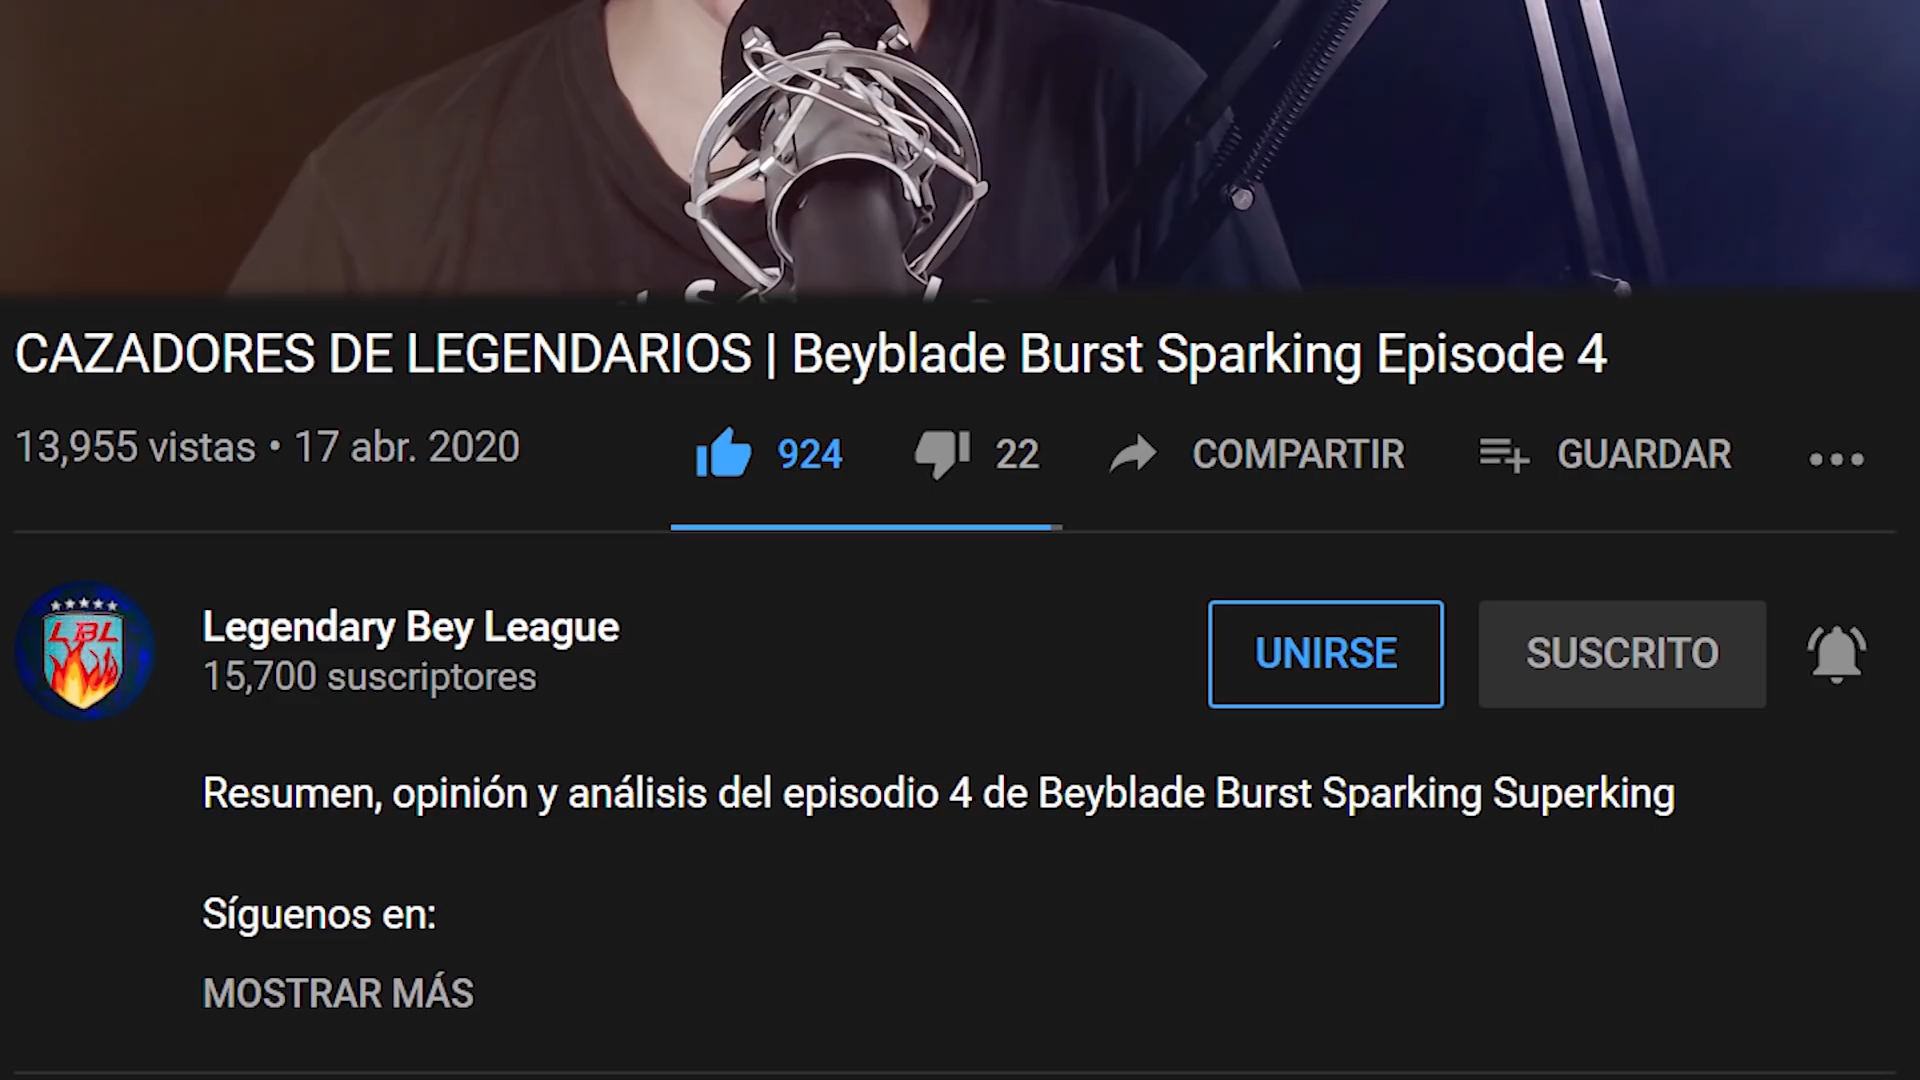 CAZADORES DE LEGENDARIOS | Beyblade Burst Sparking Episode 4
13,955 vistas • 17 abr. 2020 924 22 COMPARTIR GUARDAR
LBL
Legendary Bey League
15,700 suscriptores
UNIRSE SUSCRITO
Resumen, opinión y análisis del episodio 4 de Beyblade Burst Sparking Superking
Síguenos en:
MOSTRAR MÁS